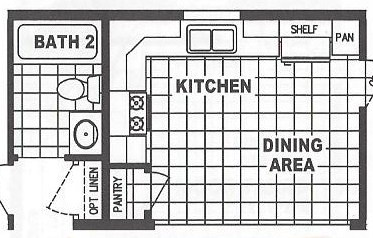 BATH 2
SHELF
PAN
KITCHEN
DINING
AREA
OPT LINEN
PANTRY